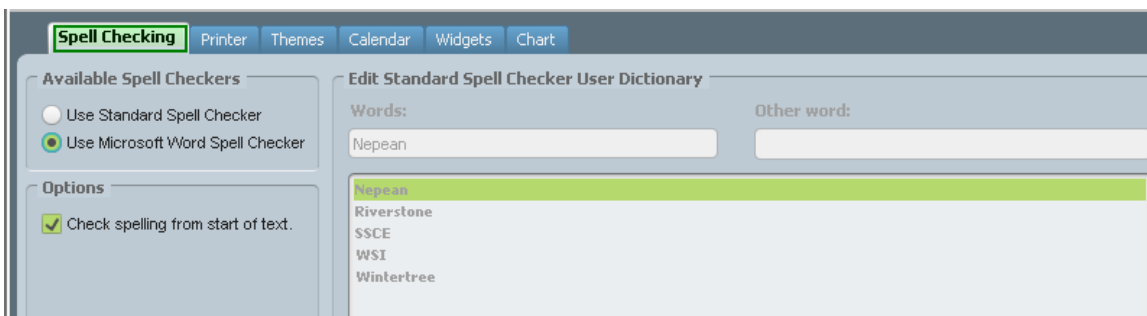 Spell Checking Printer Themes Calendar Widgets Chart
Available Spell Checkers
Use Standard Spell Checker
Use Microsoft Word Spell Checker
Options
Check spelling from start of text.
Edit Standard Spell Checker User Dictionary
Words: Other word:
Nepean
Nepean
Riverstone
SSCE
WSI
Wintertree